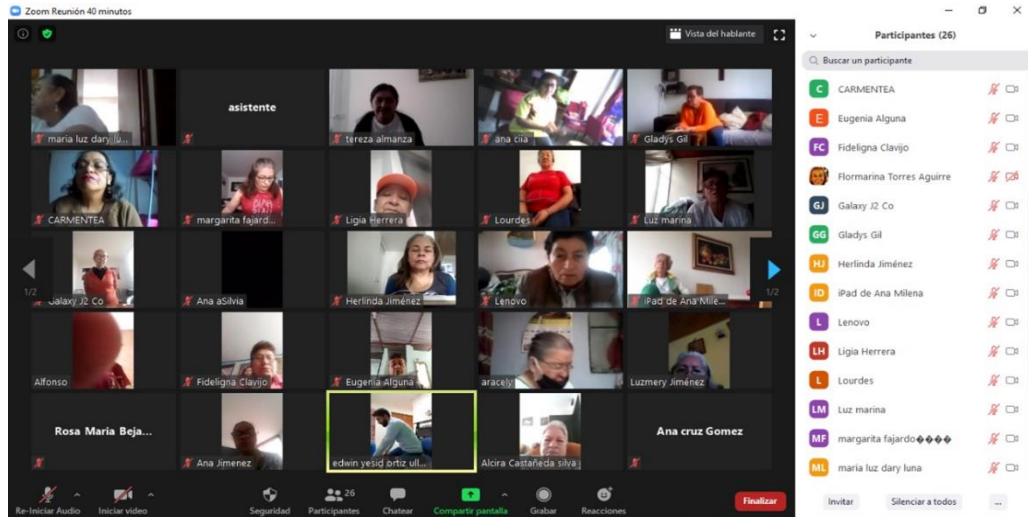 Zoom Reunión 40 minutos
Vista del hablante
maria luz dary lu...
asistente
tereza almanza
ana ciia
Gladys Gil
CARMENTEA
margarita fajard...
Ligia Herrera
Lourdes
Luz marina
1/2
Galaxy J2 Co
Ana aSilvia
Herlinda Jiménez
Lenovo
iPad de Ana Mile...
1/2
Alfonso
Fideligna Clavijo
Eugenia Alguna
aracely
Luzmery Jiménez
Rosa Maria Beja...
Ana Jimenez
edwin yesid ortiz ull...
Alcira Castañeda silva
Ana cruz Gomez
Re-Iniciar Audio
Iniciar video
Seguridad
26
Participantes
Chatear
Compartir pantalla
Grabar
Reacciones
Finalizar
Participantes (26)
Buscar un participante
C CARMENTEA
E Eugenia Alguna
FC Fideligna Clavijo
Flormarina Torres Aguirre
GJ Galaxy J2 Co
GG Gladys Gil
HJ Herlinda Jiménez
ID iPad de Ana Milena
L Lenovo
LH Ligia Herrera
L Lourdes
LM Luz marina
MF margarita fajardo����
ML maria luz dary luna
Invitar
Silenciar a todos
...